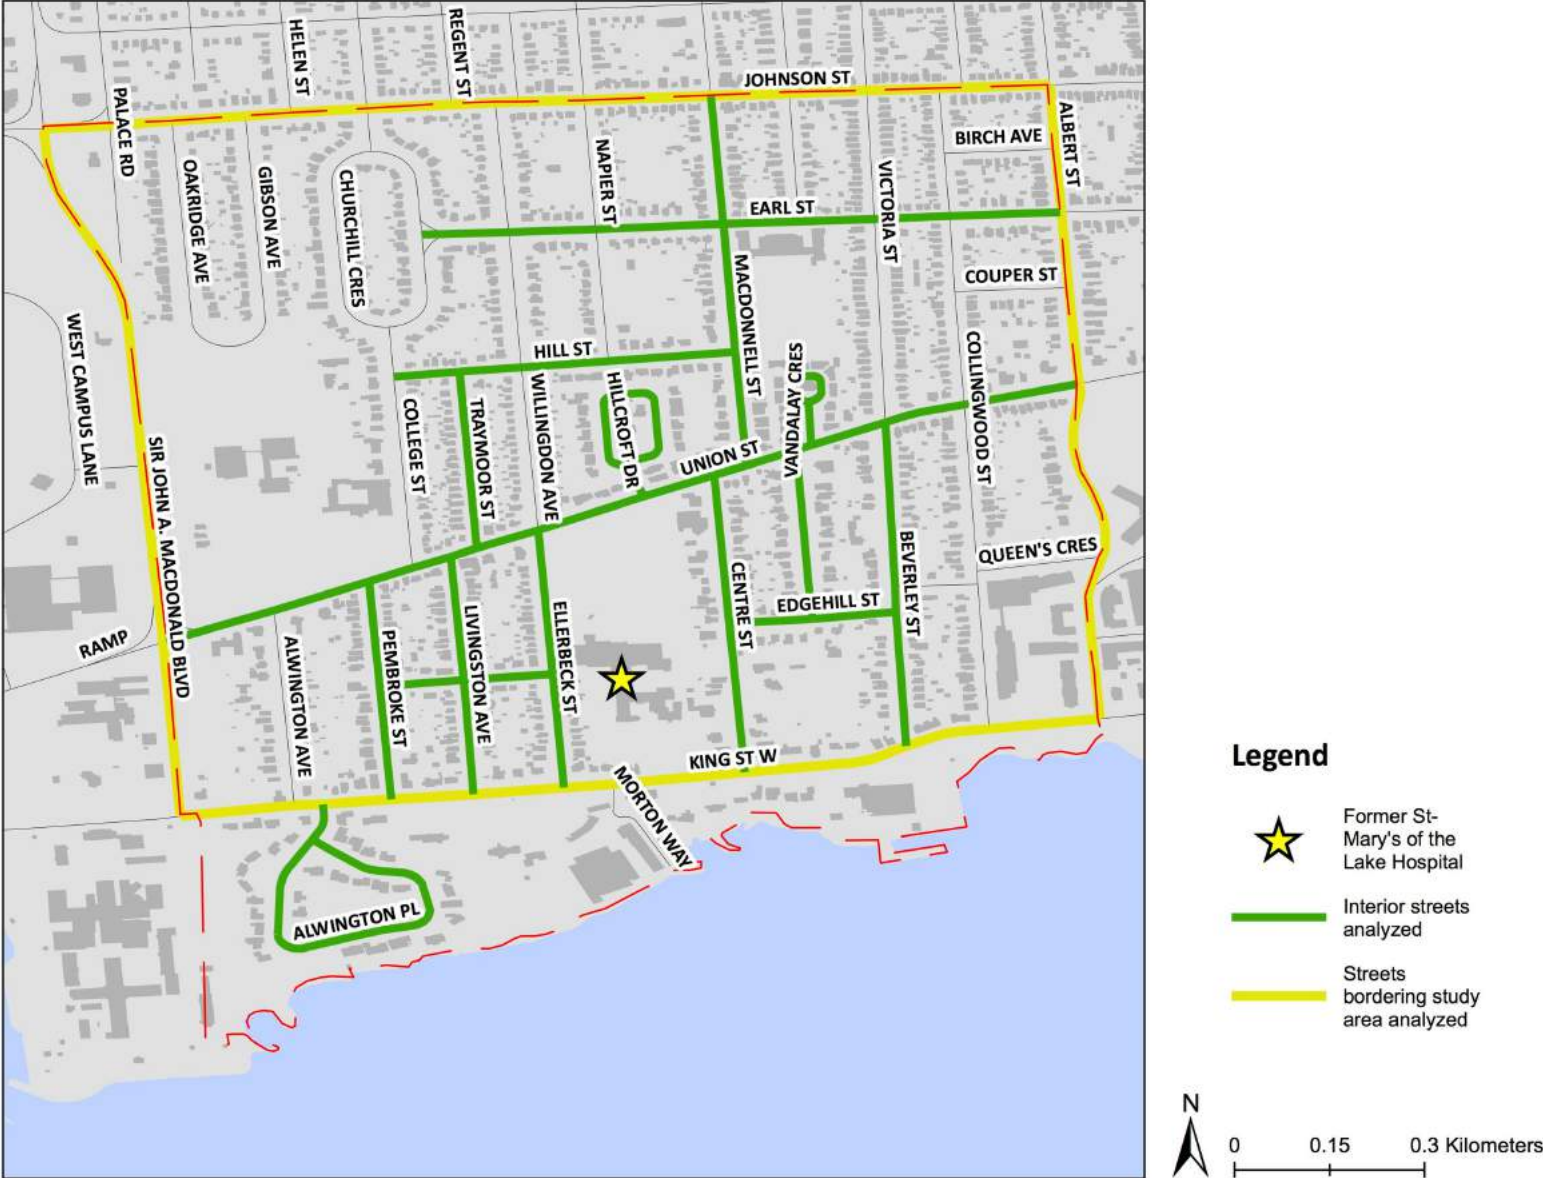 HELEN ST
REGENT ST
JOHNSON ST
PALACE RD
ALBERT ST
BIRCH AVE
OAKRIDGE AVE
GIBSON AVE
CHURCHILL CRES
NAPIER ST
VICTORIA ST
EARL ST
COUPER ST
MACDONNELL ST
WEST CAMPUS LANE
HILL ST
VANDALAY CRES
COLLINGWOOD ST
COLLEGE ST
TRAYMOOR ST
WILLINGDON AVE
HILLCROFT DR
UNION ST
SIR JOHN A. MACDONALD BLVD
QUEEN'S CRES
BEVERLEY ST
CENTRE ST
EDGEHILL ST
RAMP
ALWINGTON AVE
PEMBROKE ST
LIVINGSTON AVE
ELLERBECK ST
KING ST W
MORTON WAY
ALWINGTON PL
Legend
Former St-
Mary's of the
Lake Hospital
Interior streets
analyzed
Streets
bordering study
area analyzed
N
0 0.15 0.3 Kilometers